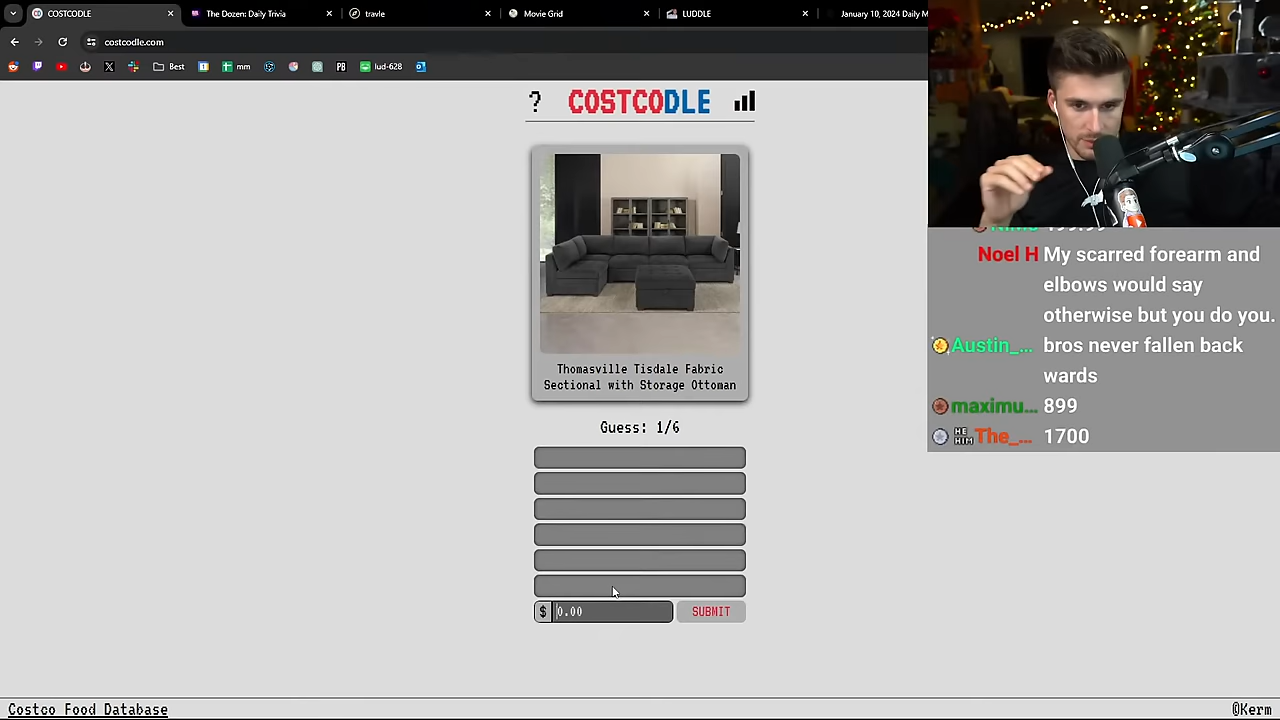 COSTCODLE
The Dozen: Daily Trivia
travle
Movie Grid
LUDDLE
January 10, 2024 Daily M
costcodle.com
Best
mm
lud-628
? COSTCODLE
Thomasville Tisdale Fabric
Sectional with Storage Ottoman
Guess: 1/6
$ 0.00 SUBMIT
Noel H My scarred forearm and
elbows would say
otherwise but you do you.
Austin_... bros never fallen back
wards
maximu... 899
HE HIM The_... 1700
Costco Food Database
@Kerm